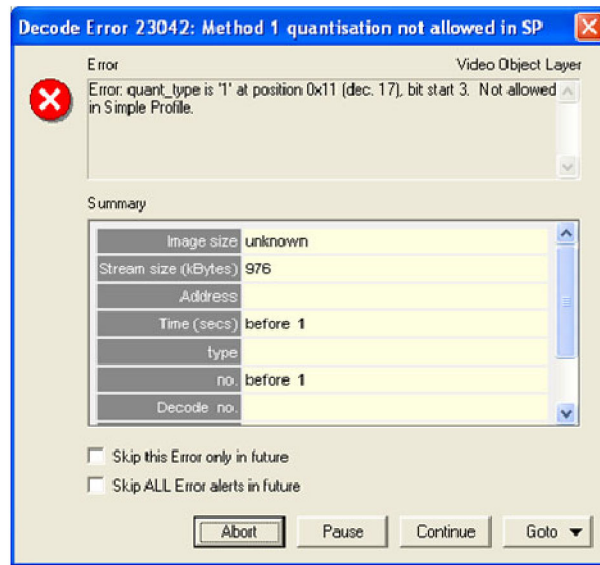 Decode Error 23042: Method 1 quantisation not allowed in SP
Error Video Object Layer
Error: quant_type is '1' at position 0x11 (dec. 17), bit start 3. Not allowed
in Simple Profile.
Summary
Image size unknown
Stream size (kBytes) 976
Address
Time (secs) before 1
type
no. before 1
Decode no.
Skip this Error only in future
Skip ALL Error alerts in future
Abort Pause Continue Goto